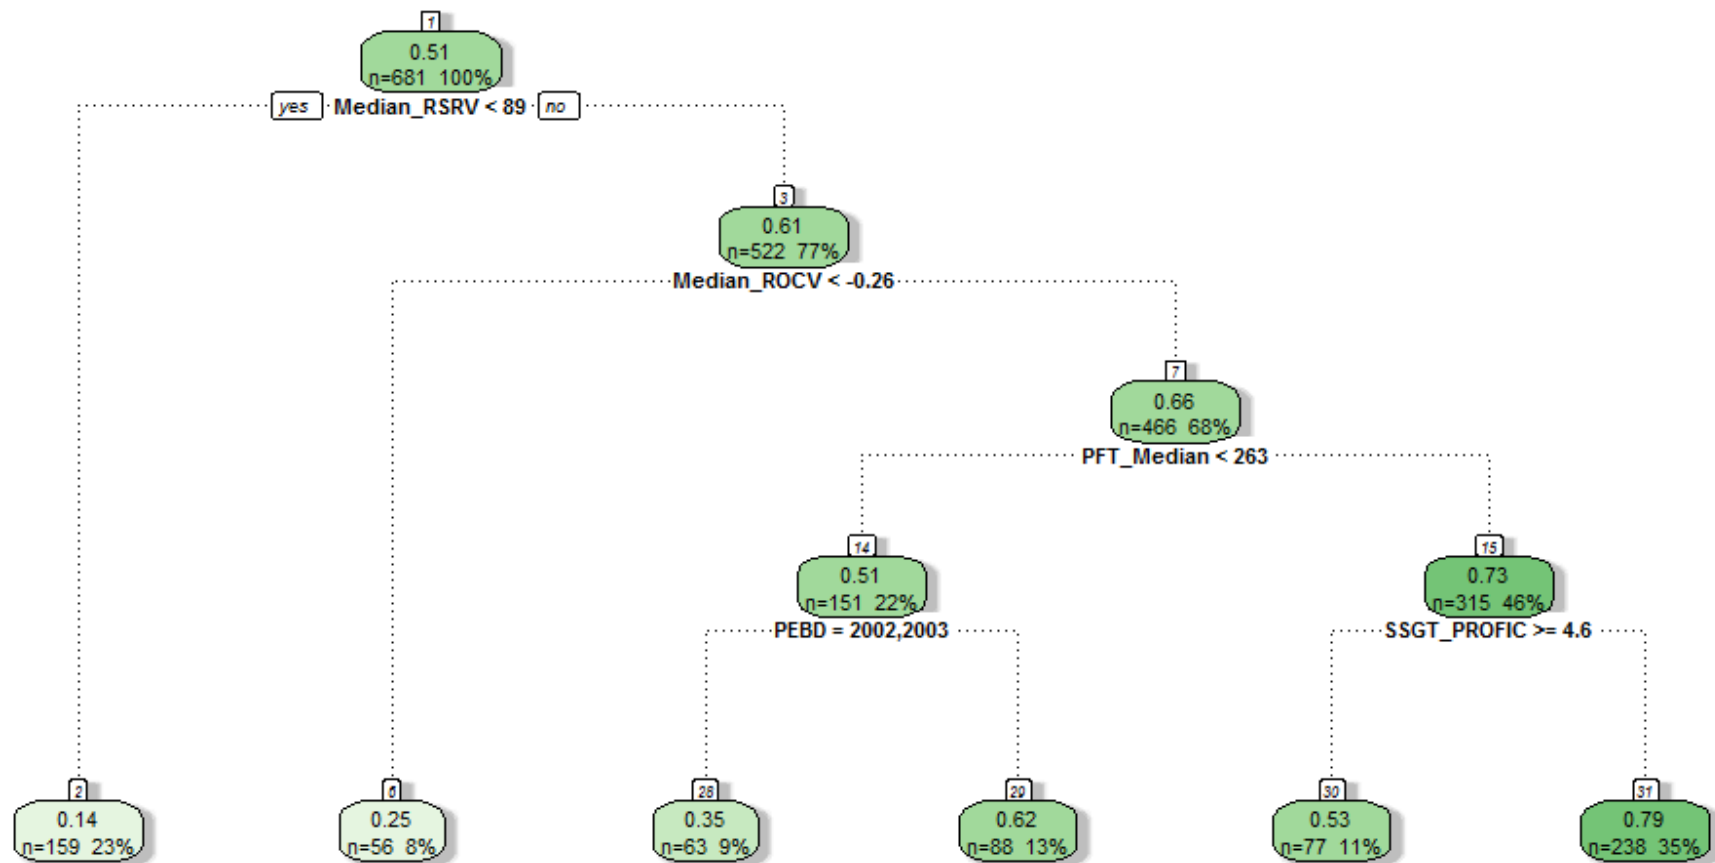 1
0.51
n=681 100%
yes Median_RSRV < 89 no
3
0.61
n=522 77%
Median_ROCV < -0.26
7
0.66
n=466 68%
PFT_Median < 263
14 15
0.51 0.73
n=151 22% n=315 46%
PEBD = 2002,2003 SSGT_PROFIC >= 4.6
2 6 28 29 30 31
0.14 0.25 0.35 0.62 0.53 0.79
n=159 23% n=56 8% n=63 9% n=88 13% n=77 11% n=238 35%